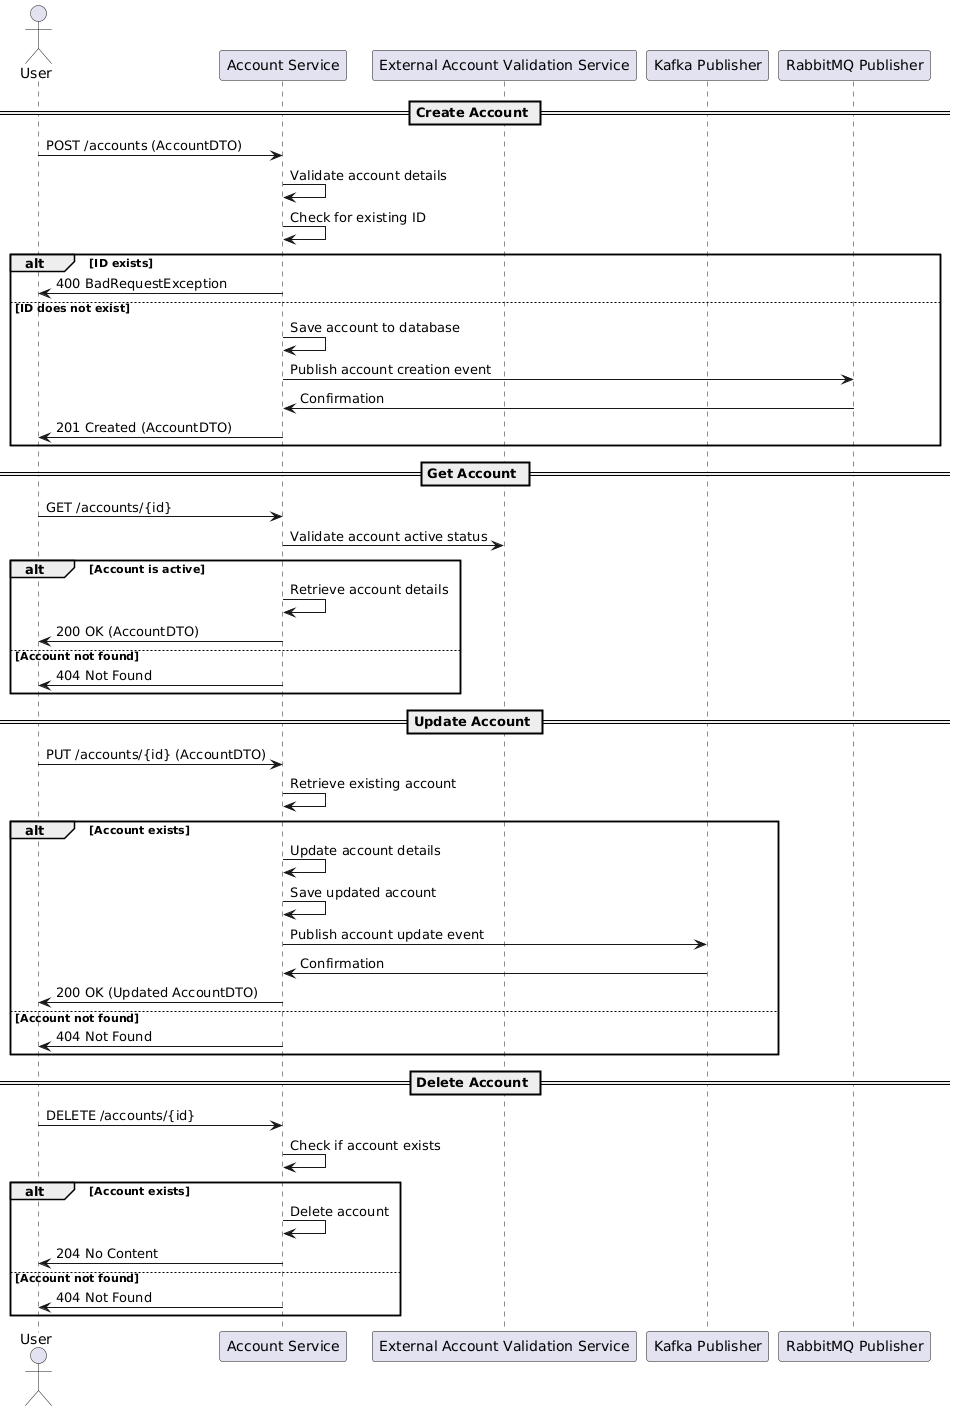 User
Account Service
External Account Validation Service
Kafka Publisher
RabbitMQ Publisher
Create Account
POST /accounts (AccountDTO)
Validate account details
Check for existing ID
alt
[ID exists]
400 BadRequestException
[ID does not exist]
Save account to database
Publish account creation event
Confirmation
201 Created (AccountDTO)
Get Account
GET /accounts/{id}
Validate account active status
alt
[Account is active]
Retrieve account details
200 OK (AccountDTO)
[Account not found]
404 Not Found
Update Account
PUT /accounts/{id} (AccountDTO)
Retrieve existing account
alt
[Account exists]
Update account details
Save updated account
Publish account update event
Confirmation
200 OK (Updated AccountDTO)
[Account not found]
404 Not Found
Delete Account
DELETE /accounts/{id}
Check if account exists
alt
[Account exists]
Delete account
204 No Content
[Account not found]
404 Not Found
User
Account Service
External Account Validation Service
Kafka Publisher
RabbitMQ Publisher